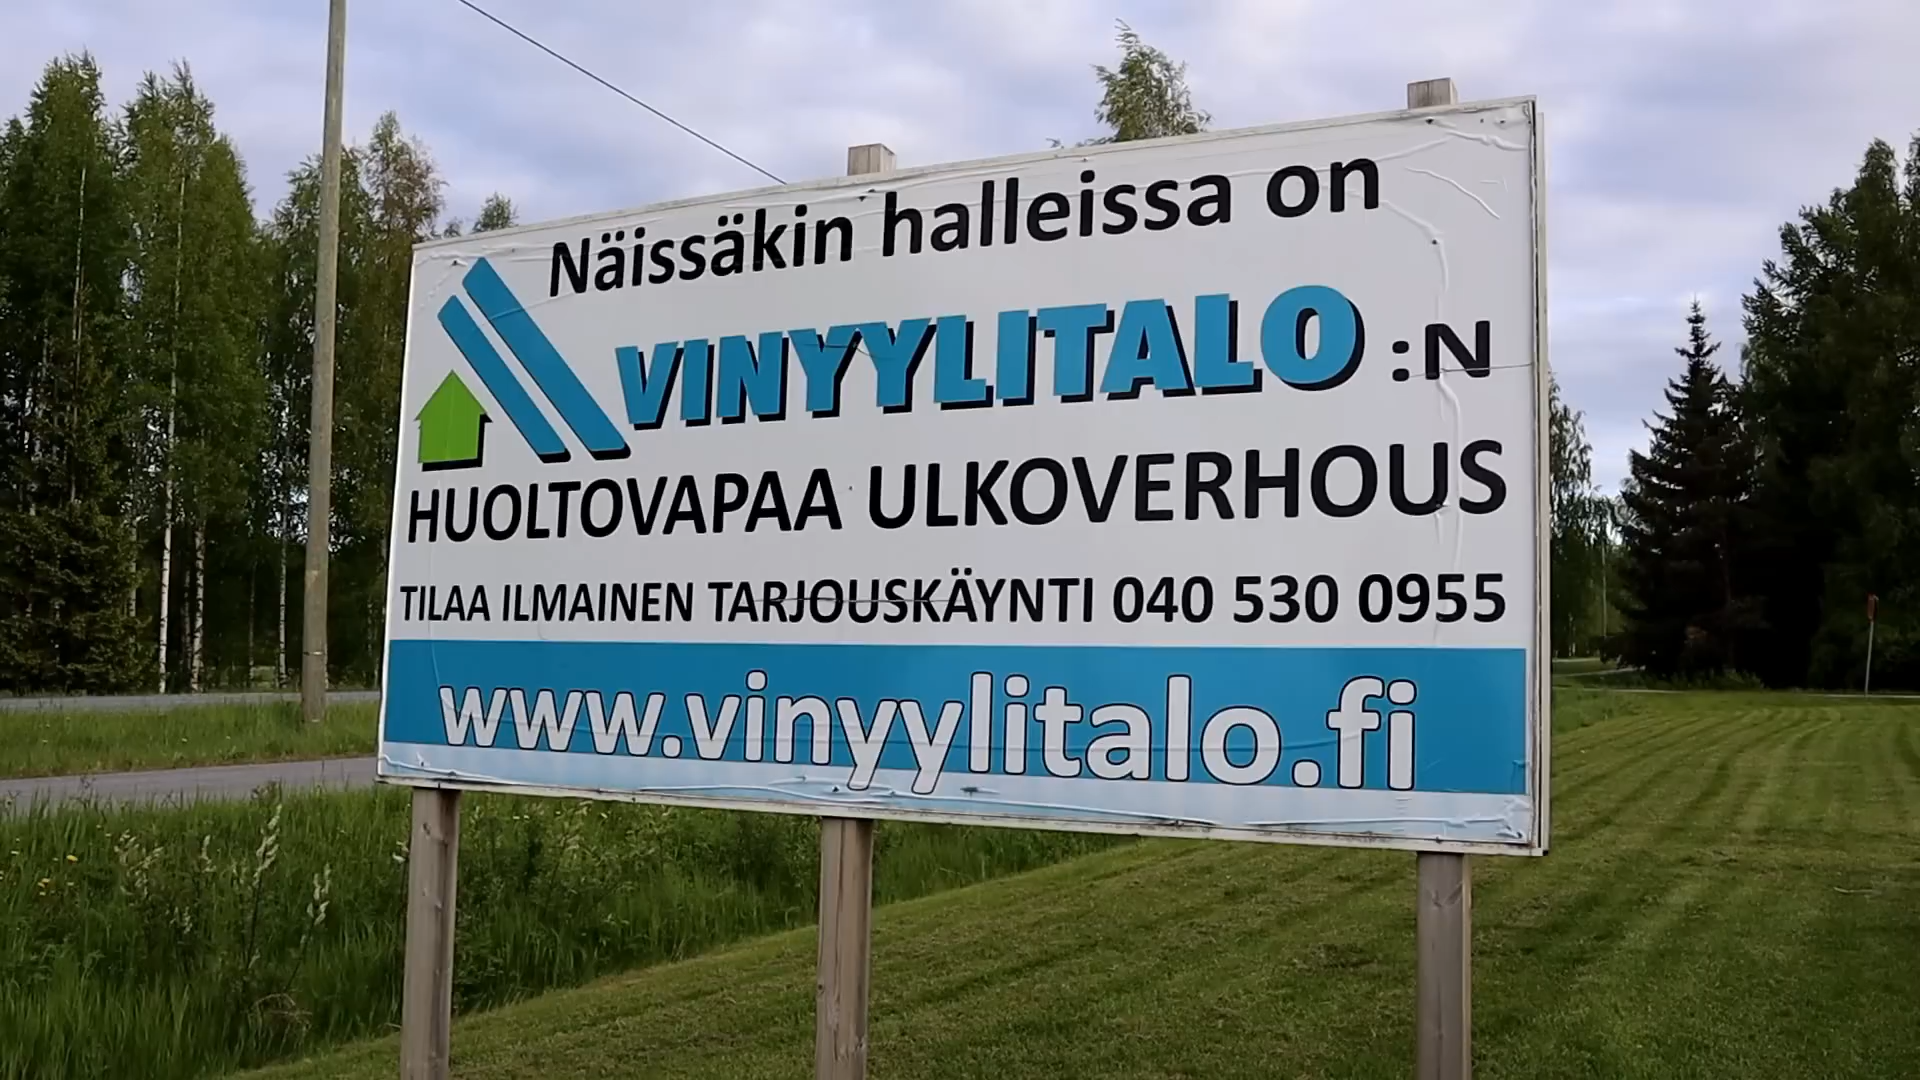 Näissäkin halleissa on
VINYYLITALO :N
HUOLTOVAPAA ULKOVERHOUS
TILAA ILMAINEN TARJOUSKÄYNTI 040 530 0955
www.vinyylitalo.fi